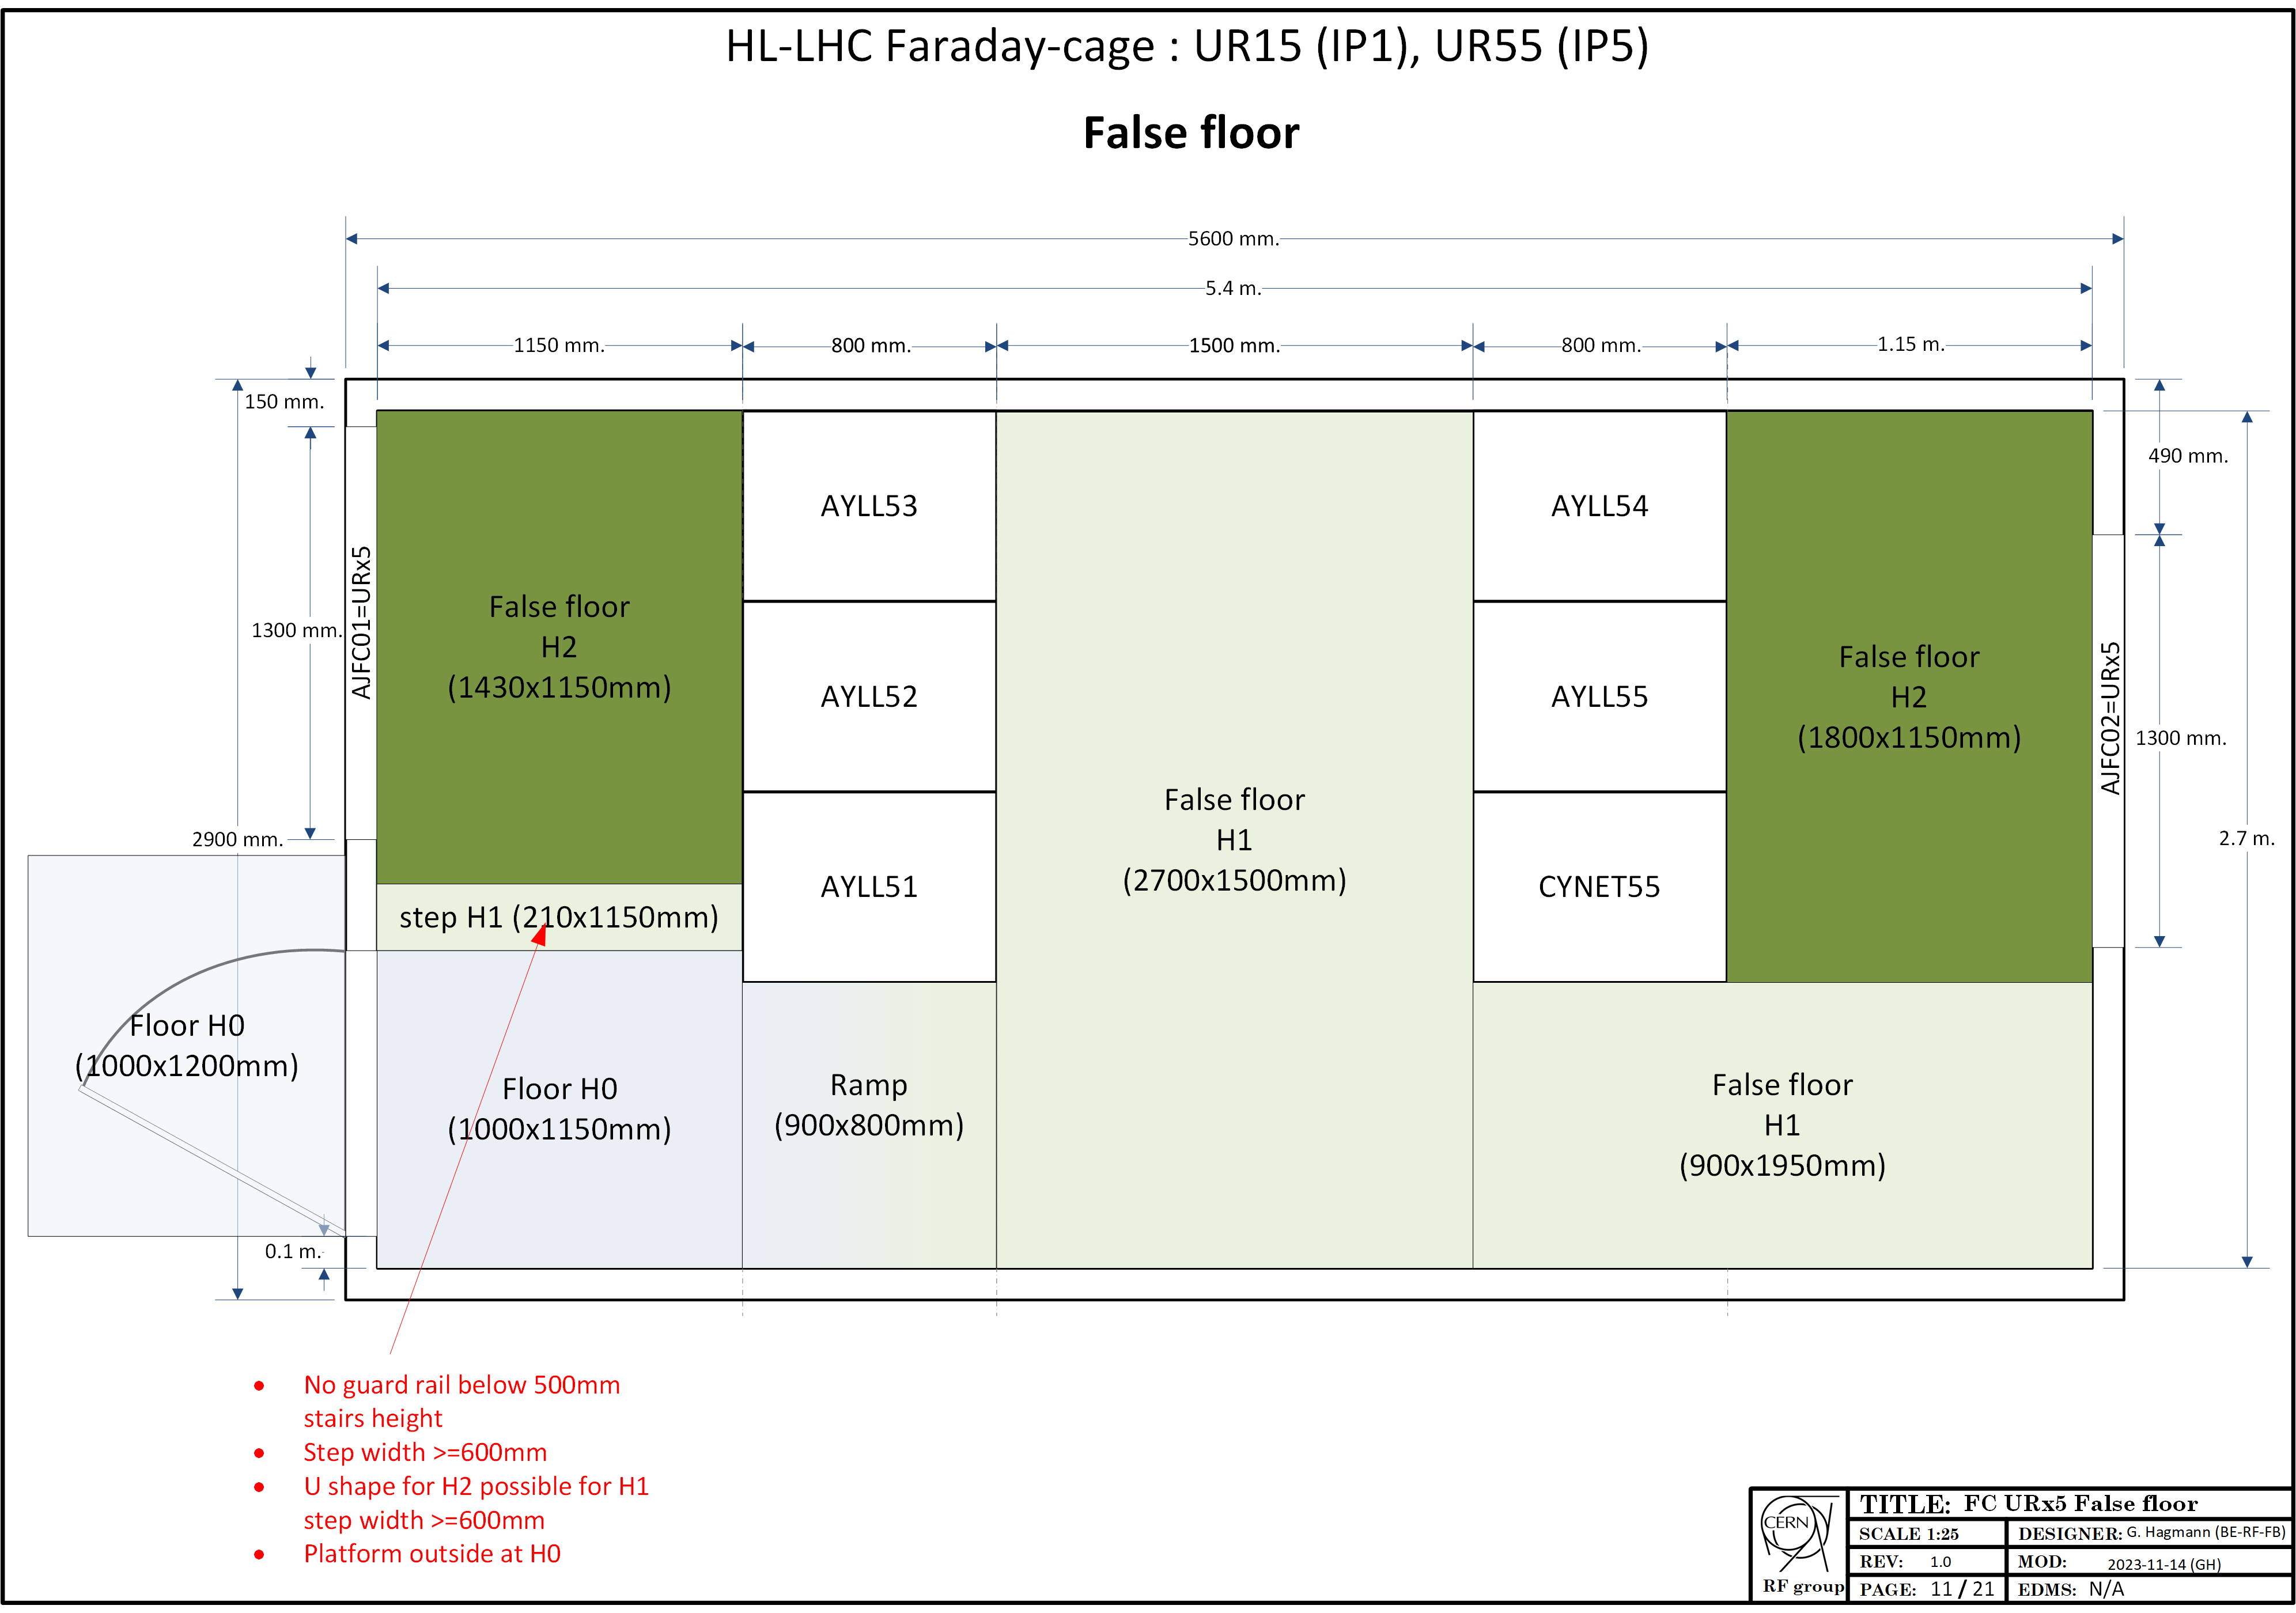 HL-LHC Faraday-cage : UR15 (IP1), UR55 (IP5)
False floor
5600 mm.
5.4 m.
1150 mm.
800 mm.
1500 mm.
800 mm.
1.15 m.
150 mm.
1300 mm.
2900 mm.
0.1 m.
490 mm.
1300 mm.
2.7 m.
AJFC01=URx5
AJFC02=URx5
False floor
H2
(1430x1150mm)
step H1 (210x1150mm)
Floor H0
(1000x1200mm)
Floor H0
(1000x1150mm)
AYLL53
AYLL52
AYLL51
Ramp
(900x800mm)
False floor
H1
(2700x1500mm)
AYLL54
AYLL55
CYNET55
False floor
H2
(1800x1150mm)
False floor
H1
(900x1950mm)
• No guard rail below 500mm
stairs height
• Step width >=600mm
• U shape for H2 possible for H1
step width >=600mm
• Platform outside at H0
CERN
RF group
TITLE: FC URx5 False floor
SCALE 1:25
DESIGNER: G. Hagmann (BE-RF-FB)
REV: 1.0
MOD: 2023-11-14 (GH)
PAGE: 11 / 21
EDMS: N/A